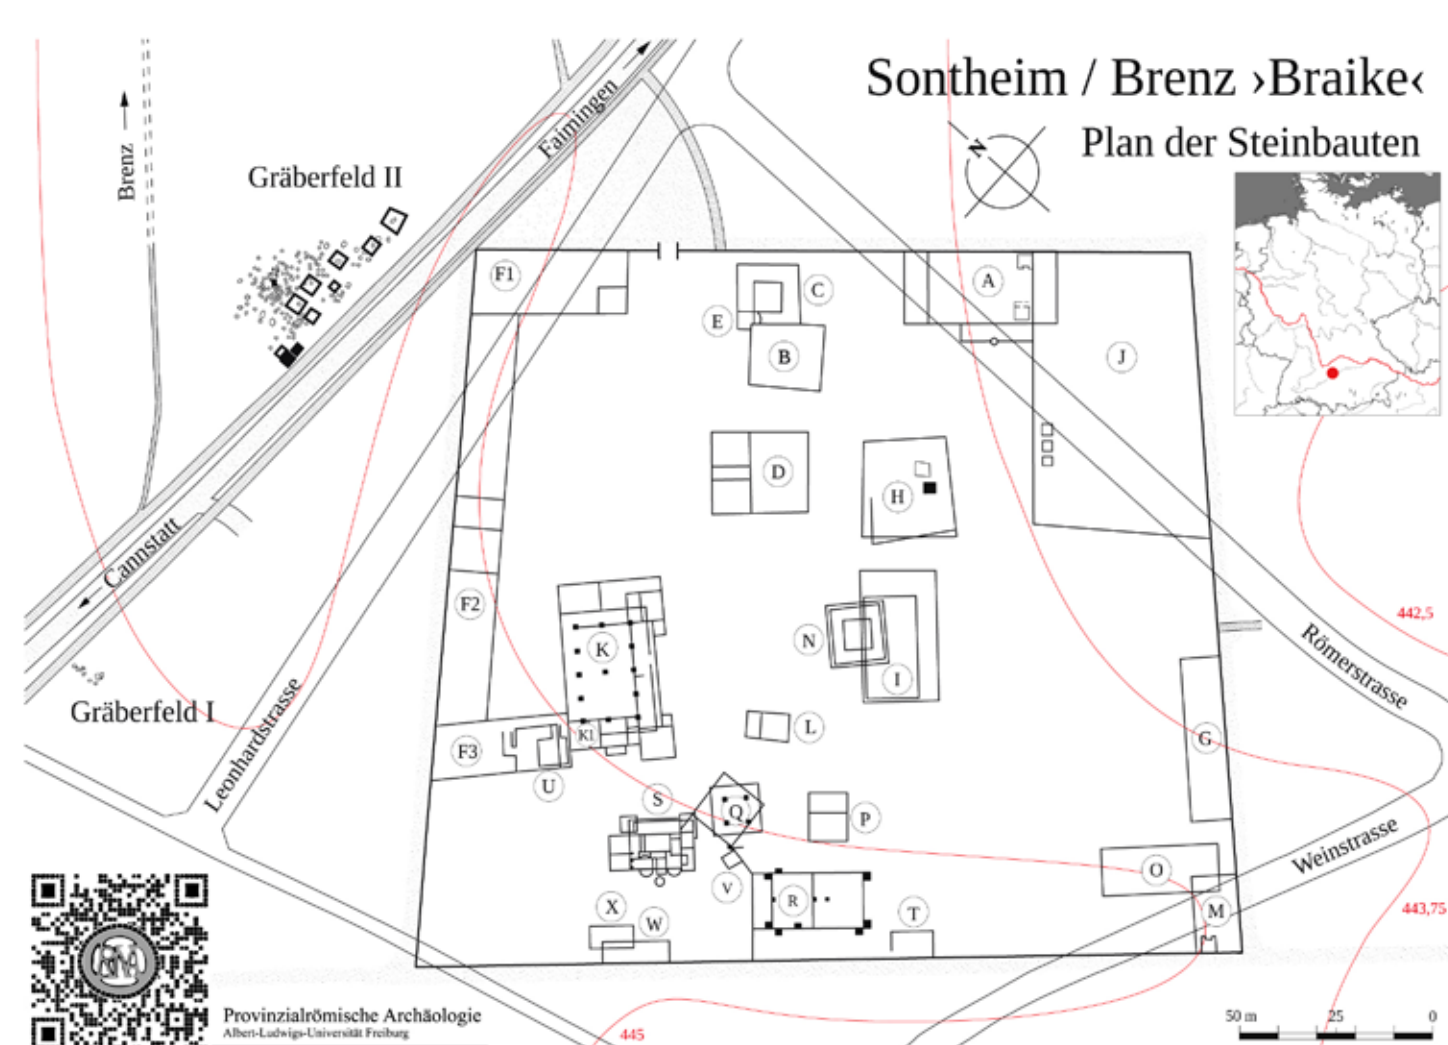 Sontheim / Brenz ›Braike‹
Plan der Steinbauten
N
Brenz
Gräberfeld II
Faimingen
Cannstatt
Gräberfeld I
Leonhardstrasse
Römerstrasse
Weinstrasse
F1
C
A
E
B
J
D
H
F2
K
N
I
L
K1
F3
U
G
S
Q
P
V
R
O
X
W
T
M
442,5
443,75
445
Provinzialrömische Archäologie
Albert-Ludwigs-Universität Freiburg
50 m 25 0